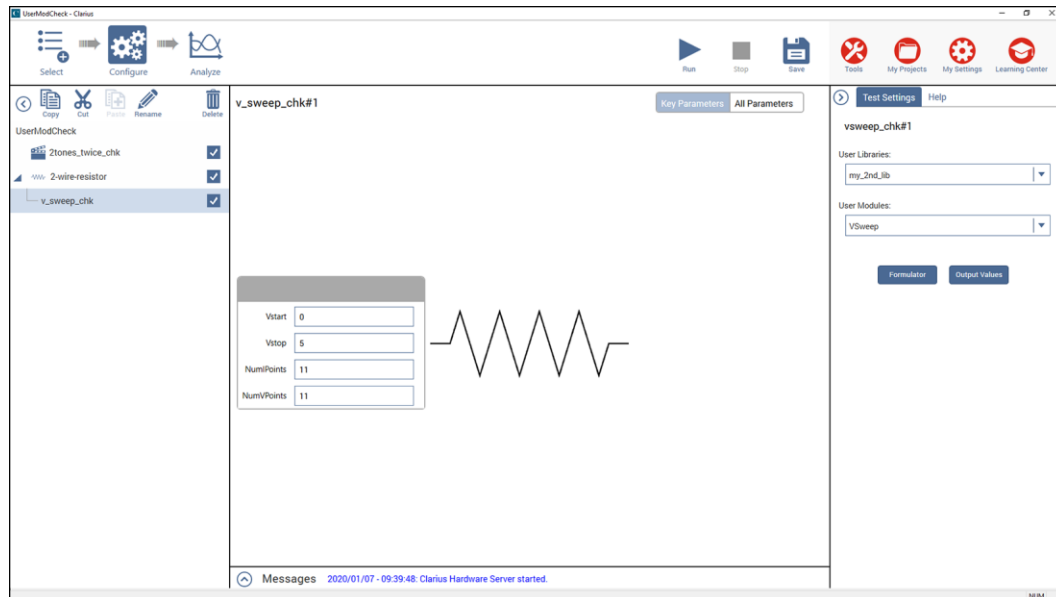 UserModCheck - Clarius
Select
Configure
Analyze
Run
Stop
Save
Tools
My Projects
My Settings
Learning Center
Copy
Cut
Paste
Rename
Delete
UserModCheck
2tones_twice_chk
2-wire-resistor
v_sweep_chk
v_sweep_chk#1
Key Parameters
All Parameters
Vstart 0
Vstop 5
NumIPoints 11
NumVPoints 11
Messages 2020/01/07 - 09:39:48: Clarius Hardware Server started.
Test Settings
Help
vsweep_chk#1
User Libraries:
my_2nd_lib
User Modules:
VSweep
Formulator
Output Values
NUM